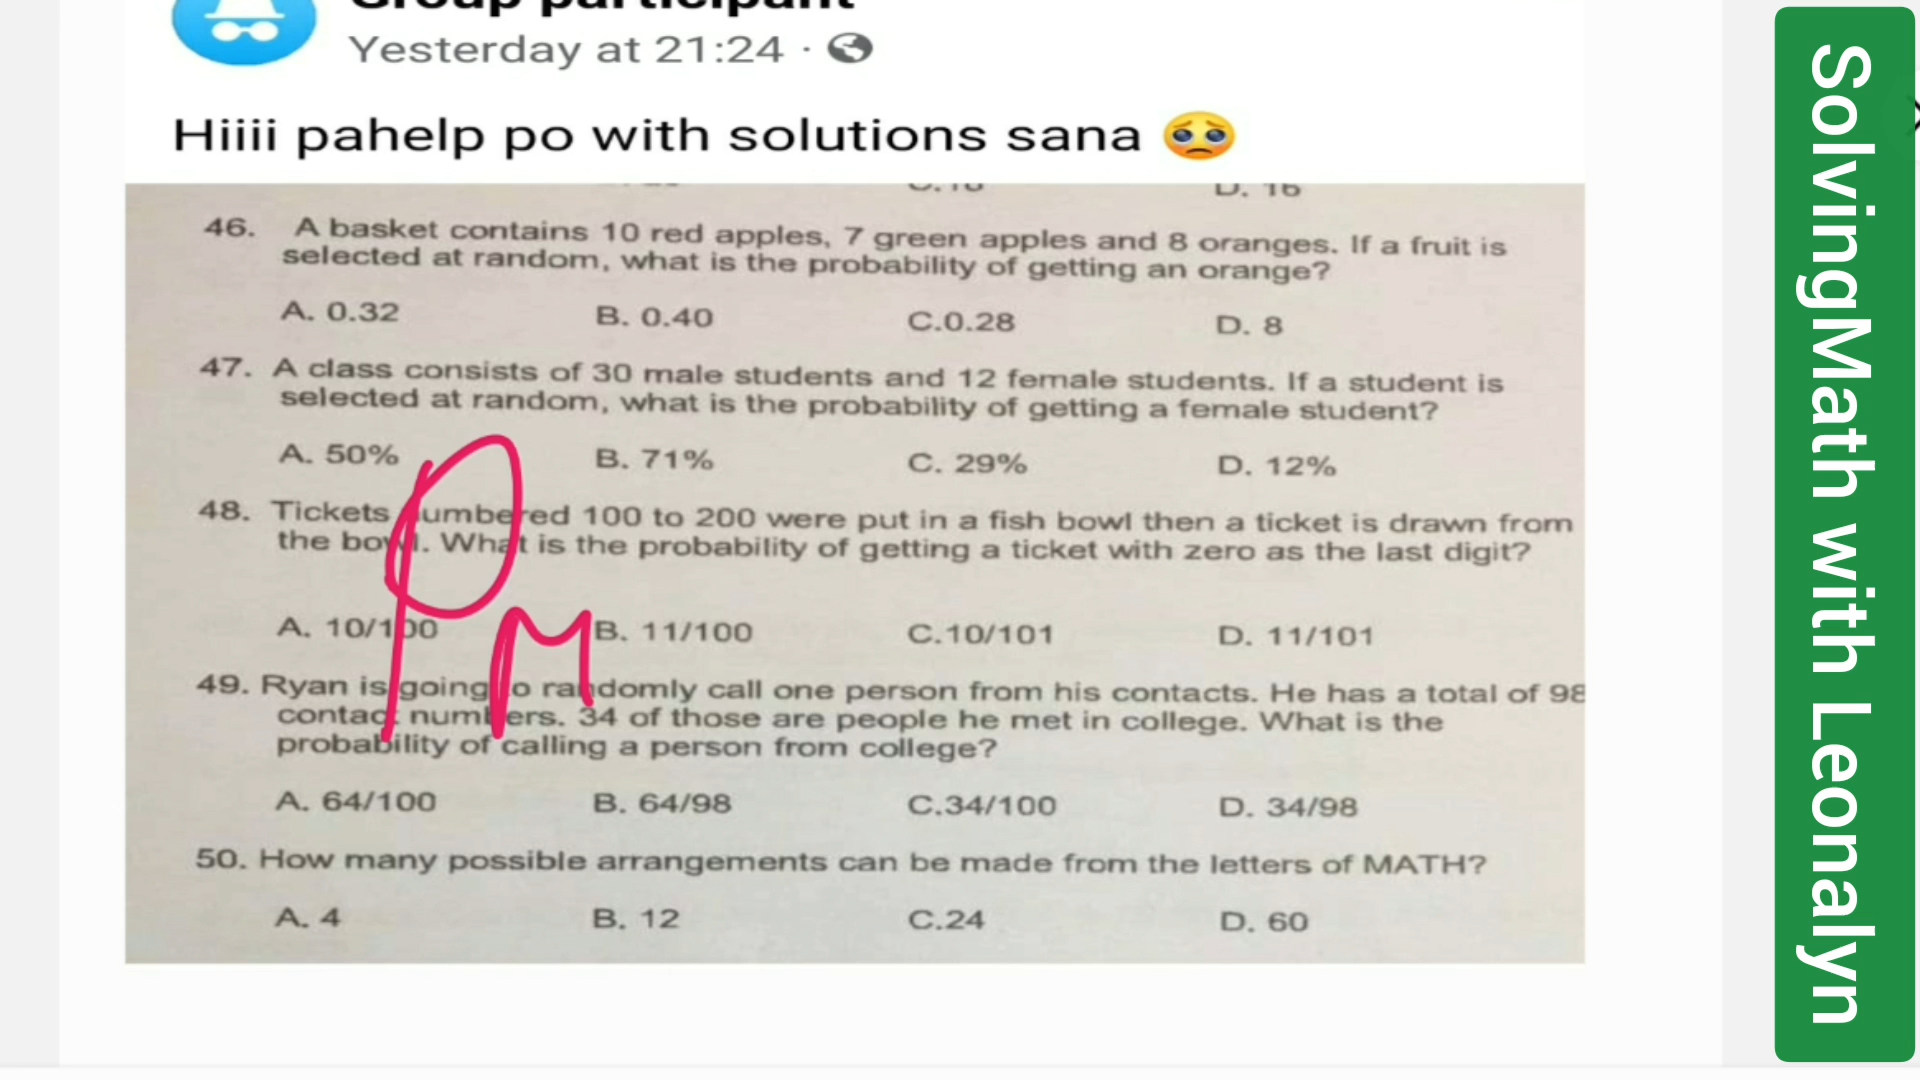 Group participant
Yesterday at 21:24 ·
Hiiii pahelp po with solutions sana 🥺
C. 18 D. 16
46. A basket contains 10 red apples, 7 green apples and 8 oranges. If a fruit is
selected at random, what is the probability of getting an orange?
A. 0.32 B. 0.40 C.0.28 D. 8
47. A class consists of 30 male students and 12 female students. If a student is
selected at random, what is the probability of getting a female student?
A. 50% B. 71% C. 29% D. 12%
48. Tickets numbered 100 to 200 were put in a fish bowl then a ticket is drawn from
the bowl. What is the probability of getting a ticket with zero as the last digit?
A. 10/100 B. 11/100 C.10/101 D. 11/101
49. Ryan is going to randomly call one person from his contacts. He has a total of 98
contact numbers. 34 of those are people he met in college. What is the
probability of calling a person from college?
A. 64/100 B. 64/98 C.34/100 D. 34/98
50. How many possible arrangements can be made from the letters of MATH?
A. 4 B. 12 C.24 D. 60
PM
SolvingMath with Leonalyn